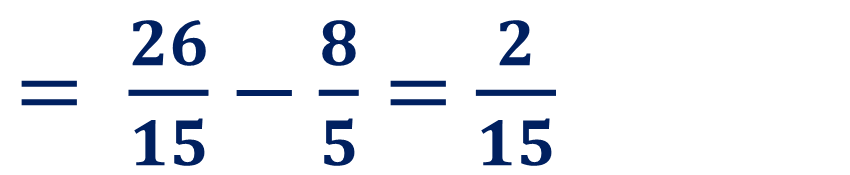 = 26/15 − 8/5 = 2/15